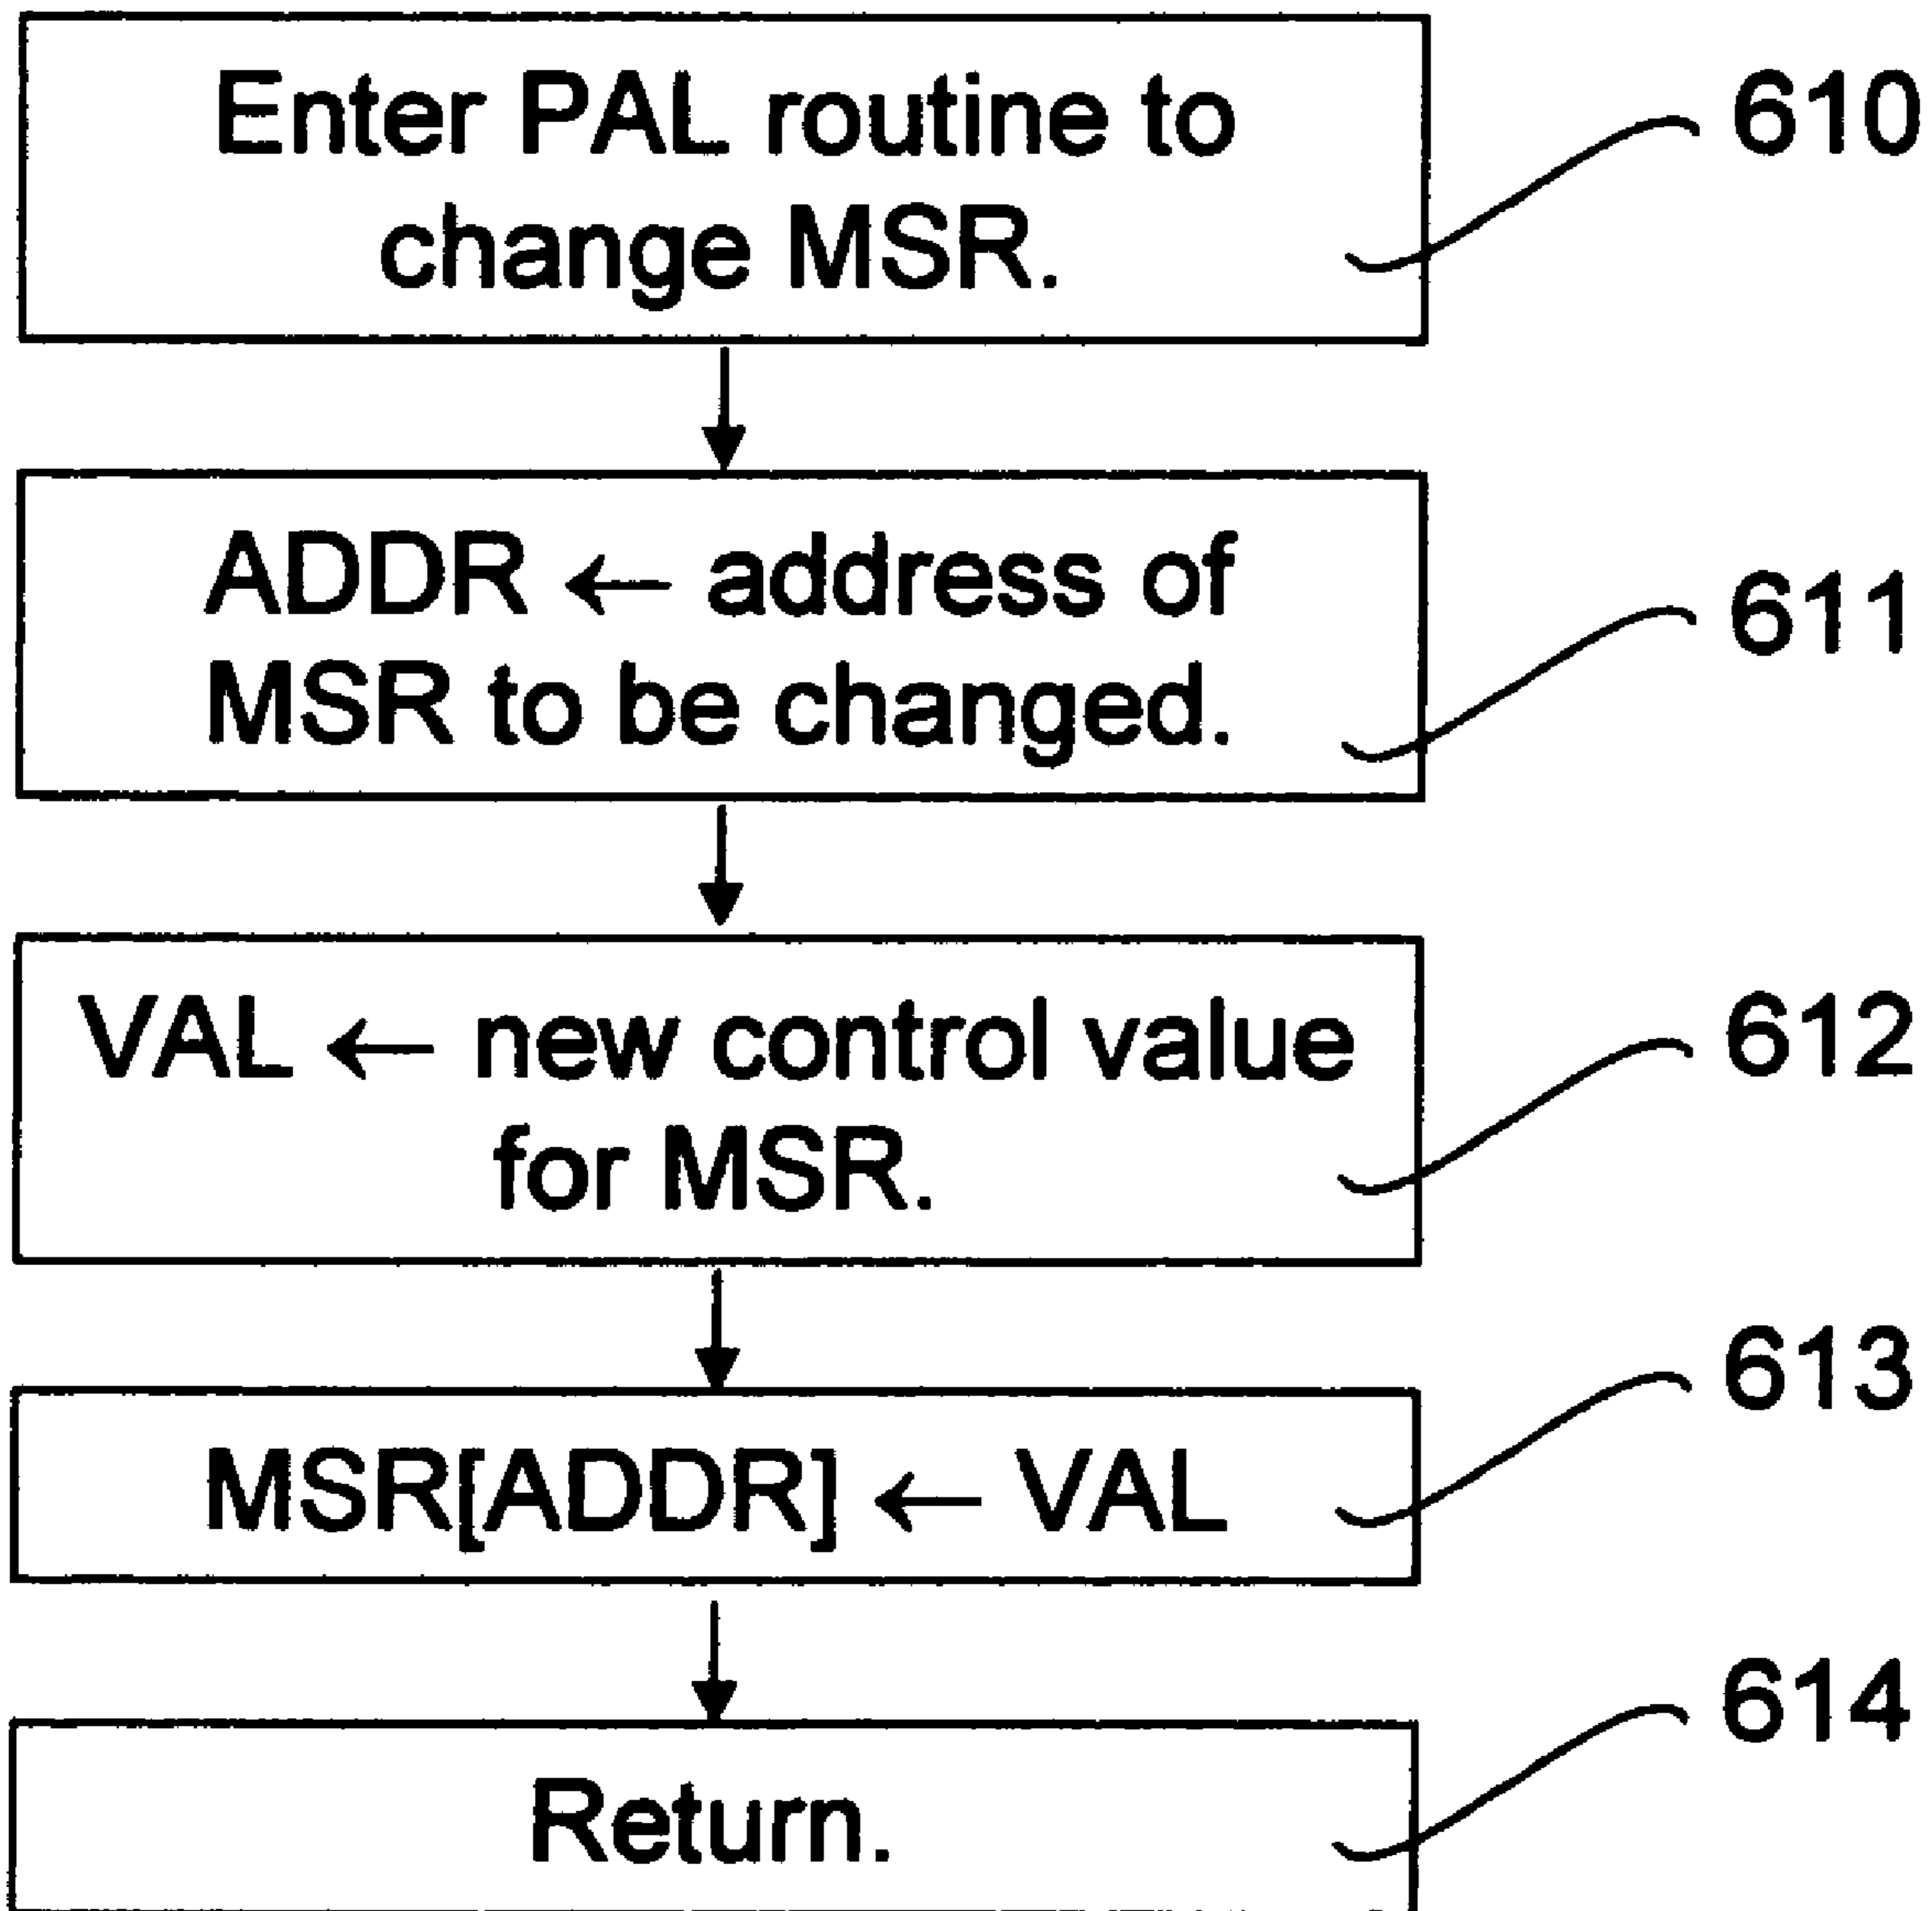 Enter PAL routine to
change MSR.
610
ADDR ← address of
MSR to be changed.
611
VAL ← new control value
for MSR.
612
MSR[ADDR] ← VAL
613
Return.
614